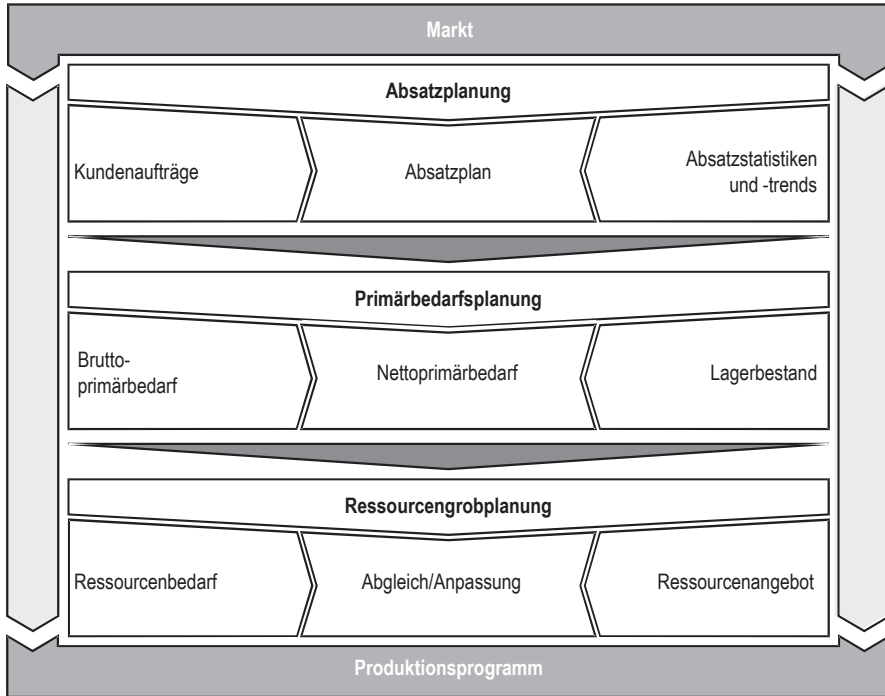 Markt
Absatzplanung
Kundenaufträge
Absatzplan
Absatzstatistiken
und -trends
Primärbedarfsplanung
Brutto-
primärbedarf
Nettoprimärbedarf
Lagerbestand
Ressourcengrobplanung
Ressourcenbedarf
Abgleich/Anpassung
Ressourcenangebot
Produktionsprogramm